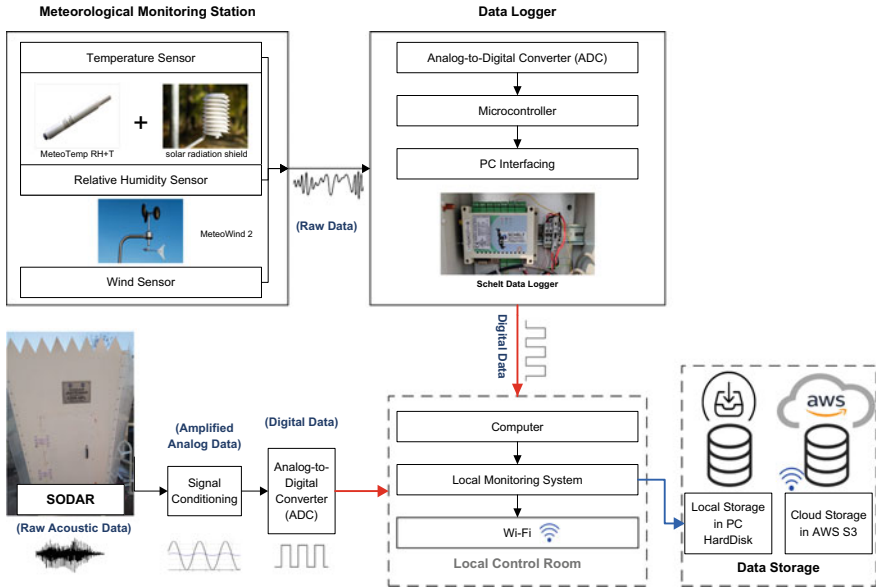 Meteorological Monitoring Station
Temperature Sensor
+
MeteoTemp RH+T
solar radiation shield
Relative Humidity Sensor
MeteoWind 2
Wind Sensor
(Raw Data)
Data Logger
Analog-to-Digital Converter (ADC)
Microcontroller
PC Interfacing
Schelt Data Logger
Digital Data
SODAR
(Raw Acoustic Data)
(Amplified
Analog Data)
Signal
Conditioning
(Digital Data)
Analog-to-
Digital
Converter
(ADC)
Computer
Local Monitoring System
Wi-Fi
Local Control Room
aws
Local Storage
in PC
HardDisk
Cloud Storage
in AWS S3
Data Storage